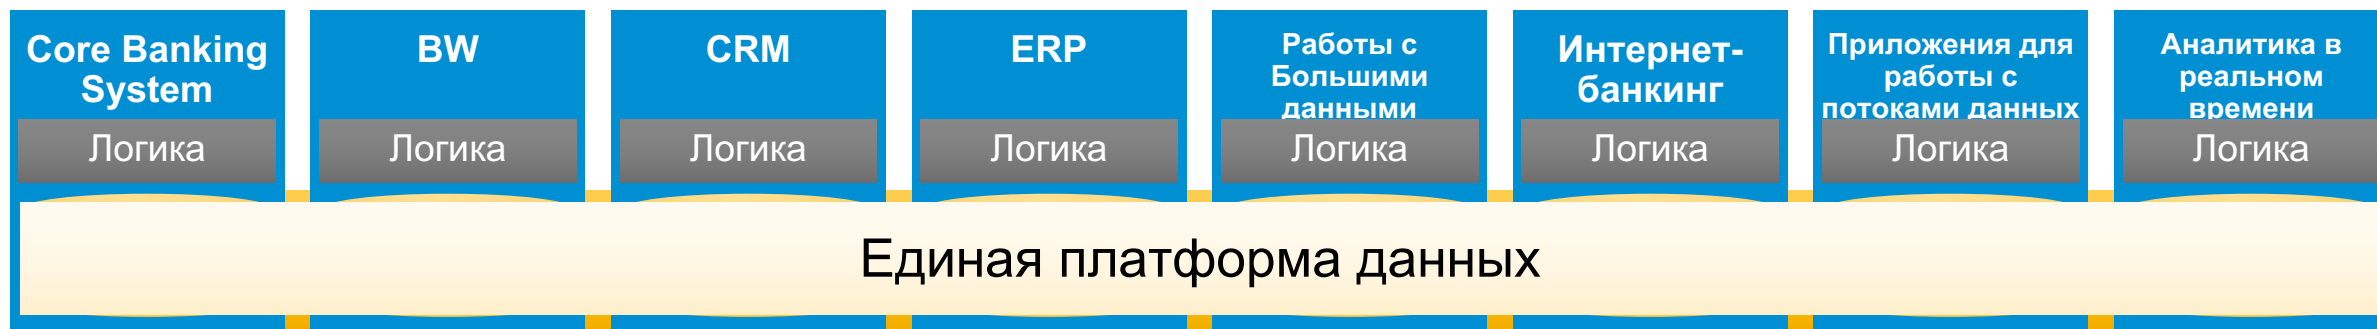 Core Banking
System
Логика
BW
Логика
CRM
Логика
ERP
Логика
Работы с
Большими
данными
Логика
Интернет-
банкинг
Логика
Приложения для
работы с
потоками данных
Логика
Аналитика в
реальном
времени
Логика
Единая платформа данных